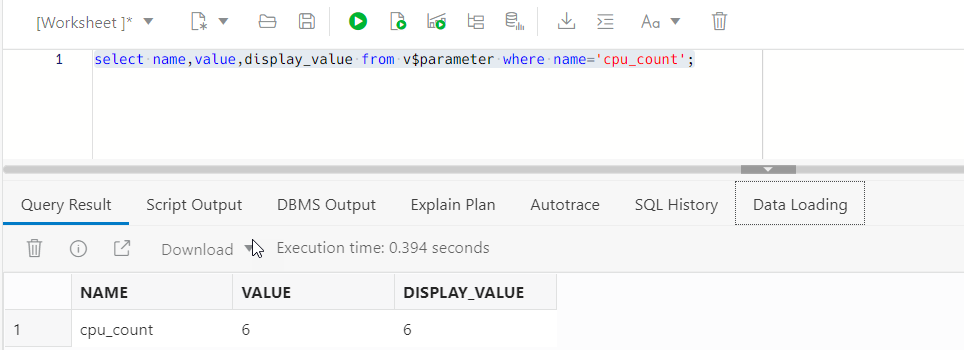 [Worksheet ]*
Aa
1 select name,value,display_value from v$parameter where name='cpu_count';
Query Result Script Output DBMS Output Explain Plan Autotrace SQL History Data Loading
Download Execution time: 0.394 seconds
NAME VALUE DISPLAY_VALUE
1 cpu_count 6 6